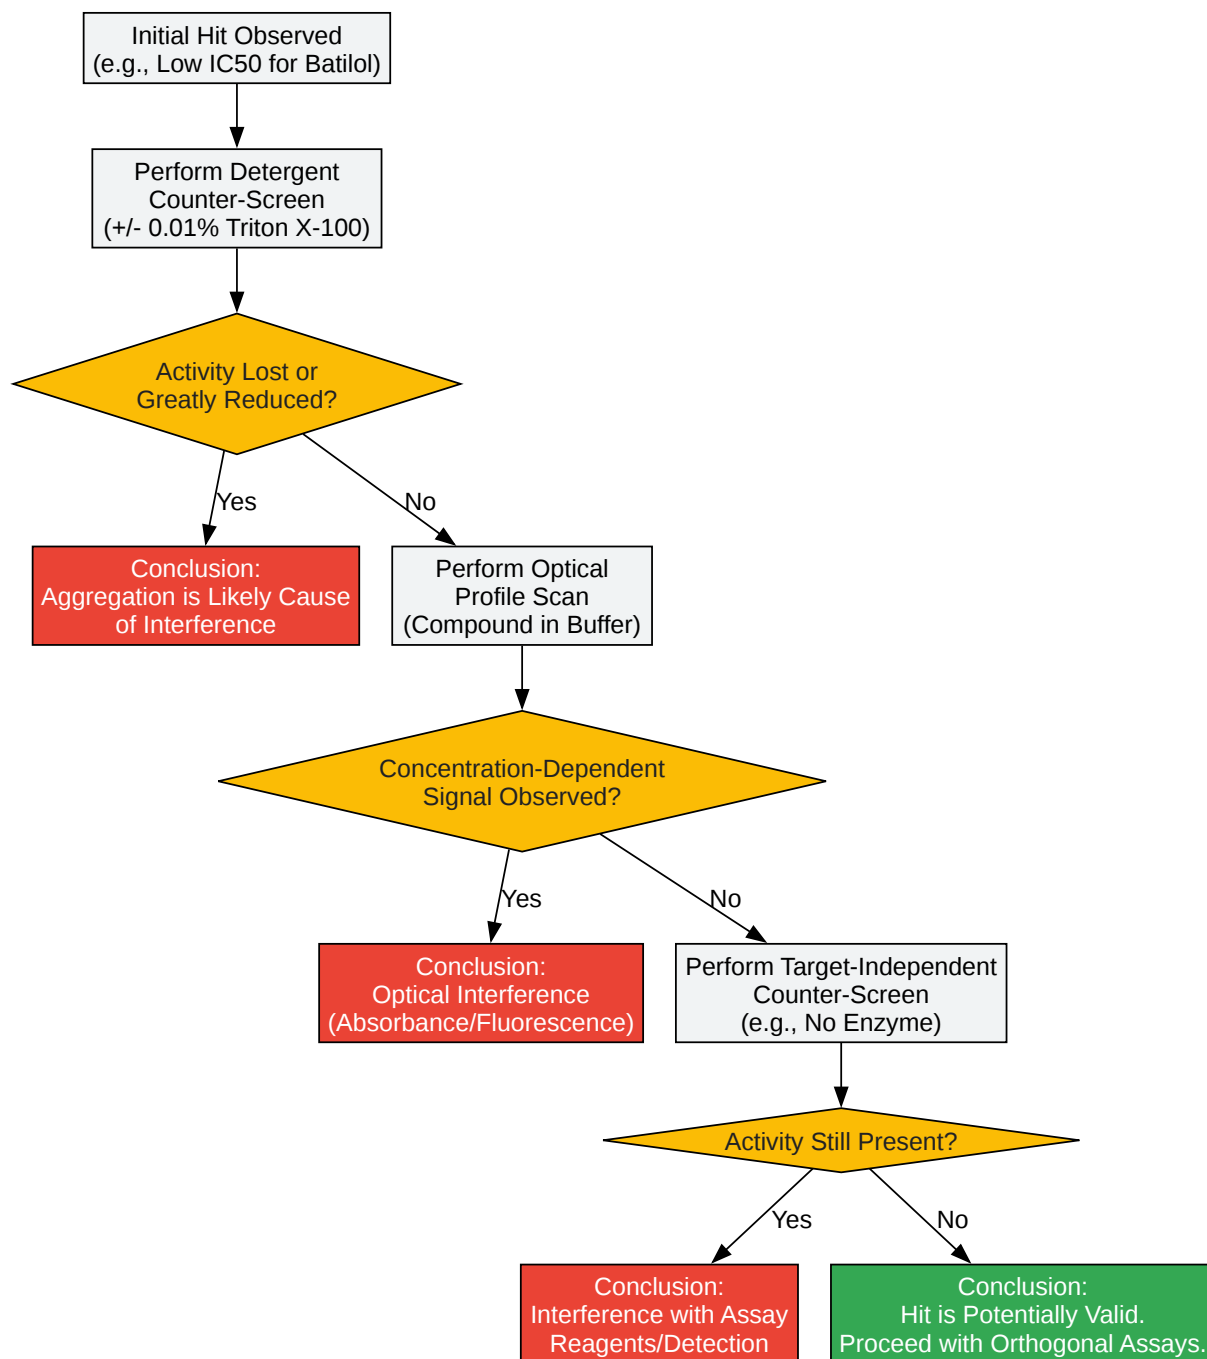 Initial Hit Observed
(e.g., Low IC50 for Batilol)
Perform Detergent
Counter-Screen
(+/- 0.01% Triton X-100)
Activity Lost or
Greatly Reduced?
Yes
No
Conclusion:
Aggregation is Likely Cause
of Interference
Perform Optical
Profile Scan
(Compound in Buffer)
Concentration-Dependent
Signal Observed?
Yes
No
Conclusion:
Optical Interference
(Absorbance/Fluorescence)
Perform Target-Independent
Counter-Screen
(e.g., No Enzyme)
Activity Still Present?
Yes
No
Conclusion:
Interference with Assay
Reagents/Detection
Conclusion:
Hit is Potentially Valid.
Proceed with Orthogonal Assays.